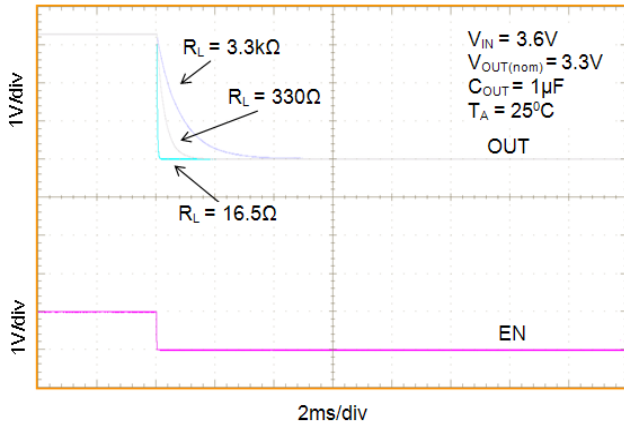 1V/div
R_L = 3.3kΩ
R_L = 330Ω
R_L = 16.5Ω
V_IN = 3.6V
V_OUT(nom) = 3.3V
C_OUT = 1µF
T_A = 25⁰C
OUT
1V/div
EN
2ms/div